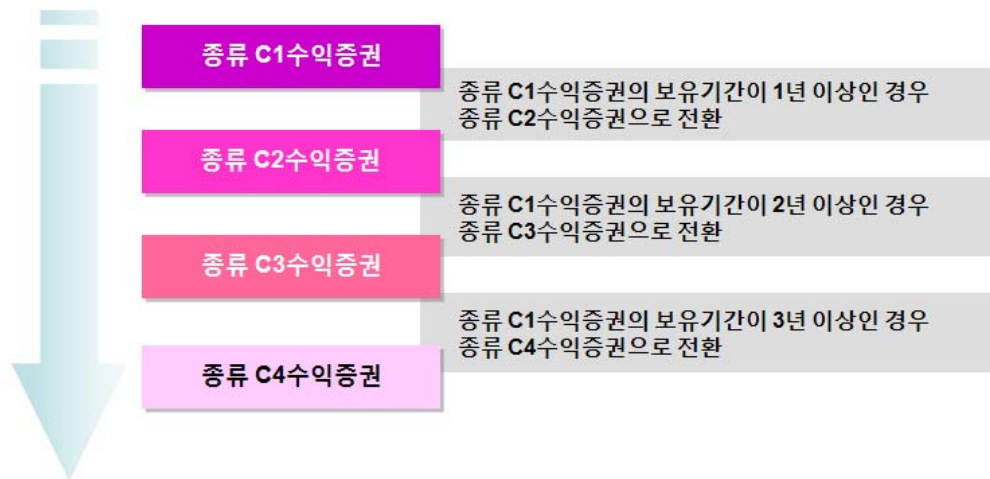 종류 C1수익증권
종류 C1수익증권의 보유기간이 1년 이상인 경우
종류 C2수익증권으로 전환
종류 C2수익증권
종류 C1수익증권의 보유기간이 2년 이상인 경우
종류 C3수익증권으로 전환
종류 C3수익증권
종류 C1수익증권의 보유기간이 3년 이상인 경우
종류 C4수익증권으로 전환
종류 C4수익증권